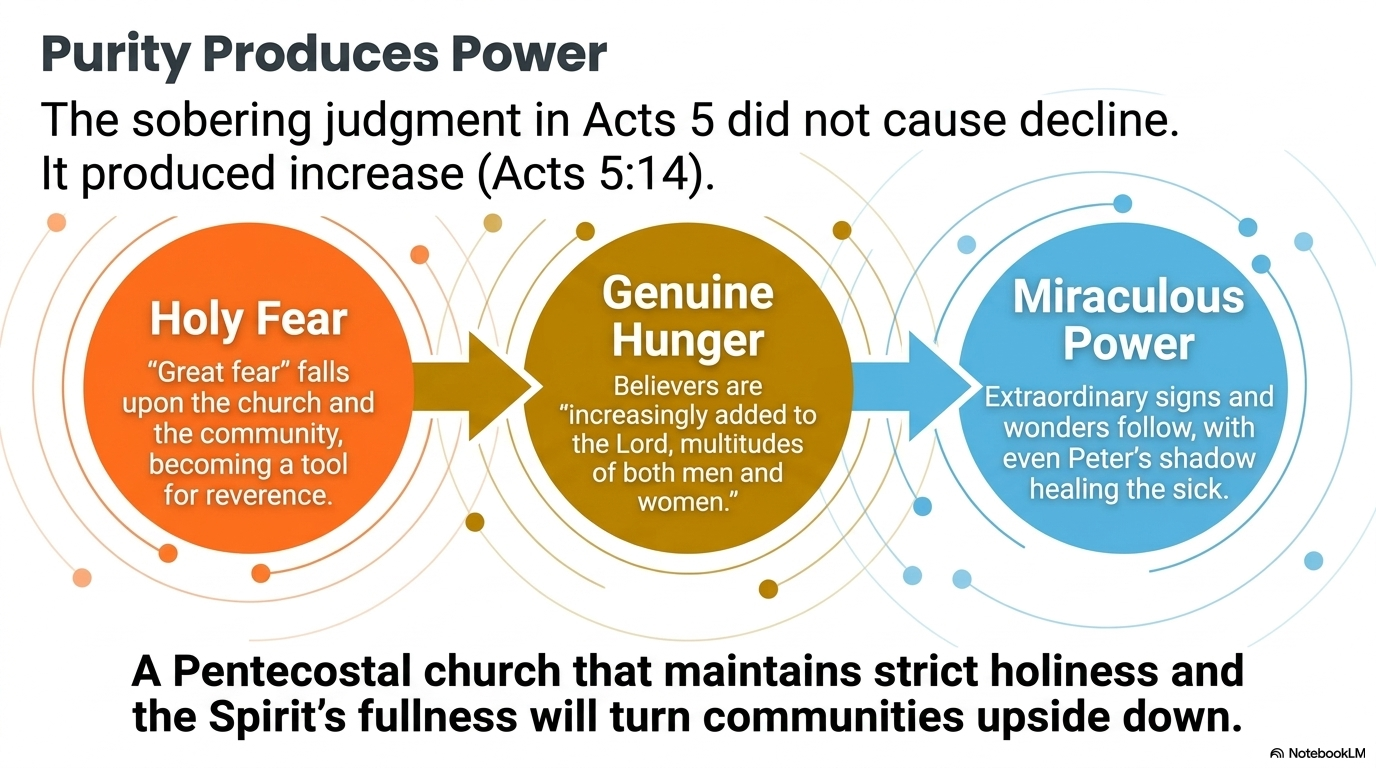 Purity Produces Power
The sobering judgment in Acts 5 did not cause decline.
It produced increase (Acts 5:14).
Holy Fear
“Great fear” falls
upon the church and
the community,
becoming a tool
for reverence.
Genuine
Hunger
Believers are
“increasingly added to
the Lord, multitudes
of both men and
women.”
Miraculous
Power
Extraordinary signs and
wonders follow, with
even Peter’s shadow
healing the sick.
A Pentecostal church that maintains strict holiness and
the Spirit’s fullness will turn communities upside down.
NotebookLM